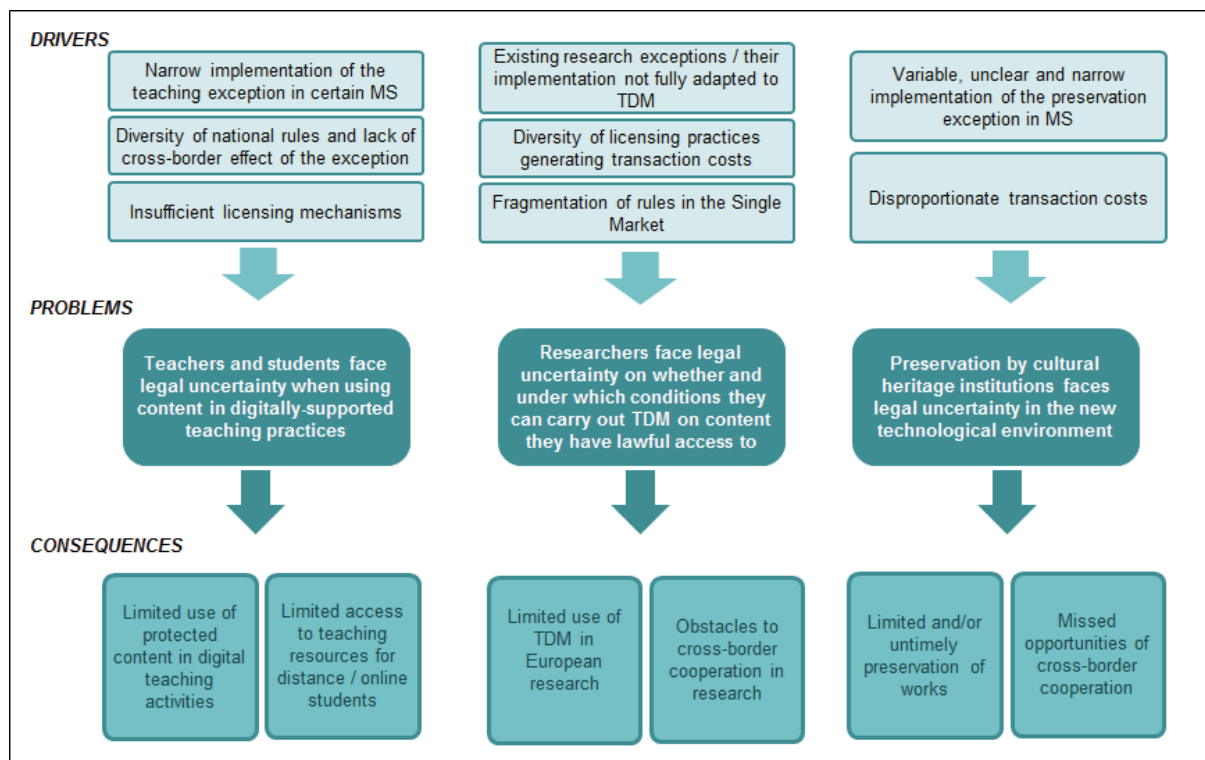 DRIVERS
Narrow implementation of the
teaching exception in certain MS
Diversity of national rules and lack of
cross-border effect of the exception
Insufficient licensing mechanisms
Existing research exceptions / their
implementation not fully adapted to
TDM
Diversity of licensing practices
generating transaction costs
Fragmentation of rules in the Single
Market
Variable, unclear and narrow
implementation of the preservation
exception in MS
Disproportionate transaction costs
PROBLEMS
Teachers and students face
legal uncertainty when using
content in digitally-supported
teaching practices
Researchers face legal
uncertainty on whether and
under which conditions they
can carry out TDM on content
they have lawful access to
Preservation by cultural
heritage institutions faces
legal uncertainty in the new
technological environment
CONSEQUENCES
Limited use of
protected
content in digital
teaching
activities
Limited access
to teaching
resources for
distance / online
students
Limited use of
TDM in
European
research
Obstacles to
cross-border
cooperation in
research
Limited and/or
untimely
preservation of
works
Missed
opportunities of
cross-border
cooperation